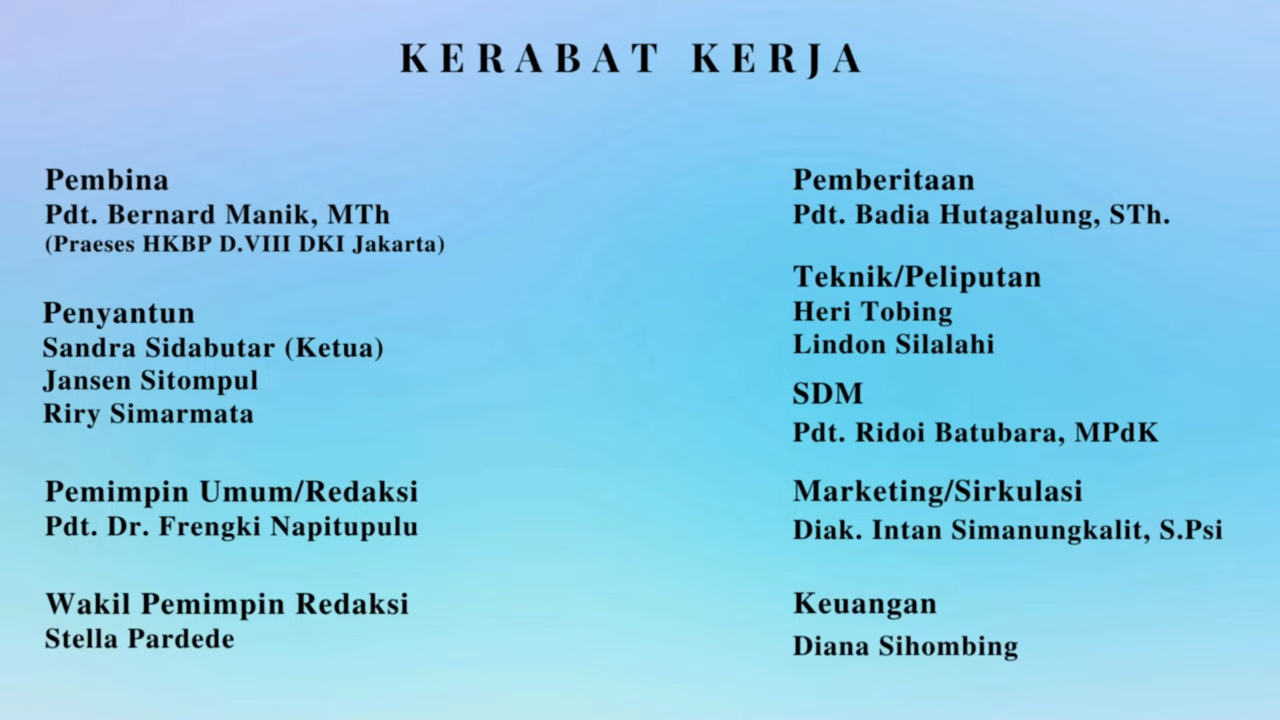 KERABAT KERJA
Pembina
Pdt. Bernard Manik, MTh
(Praeses HKBP D.VIII DKI Jakarta)
Penyantun
Sandra Sidabutar (Ketua)
Jansen Sitompul
Riry Simarmata
Pemimpin Umum/Redaksi
Pdt. Dr. Frengki Napitupulu
Wakil Pemimpin Redaksi
Stella Pardede
Pemberitaan
Pdt. Badia Hutagalung, STh.
Teknik/Peliputan
Heri Tobing
Lindon Silalahi
SDM
Pdt. Ridoi Batubara, MPdK
Marketing/Sirkulasi
Diak. Intan Simanungkalit, S.Psi
Keuangan
Diana Sihombing